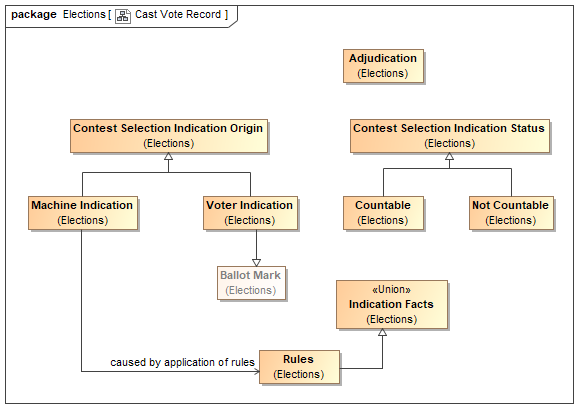 package Elections [ Cast Vote Record ]
Adjudication
(Elections)
Contest Selection Indication Origin
(Elections)
Contest Selection Indication Status
(Elections)
Machine Indication
(Elections)
Voter Indication
(Elections)
Countable
(Elections)
Not Countable
(Elections)
Ballot Mark
(Elections)
«Union»
Indication Facts
(Elections)
caused by application of rules
Rules
(Elections)